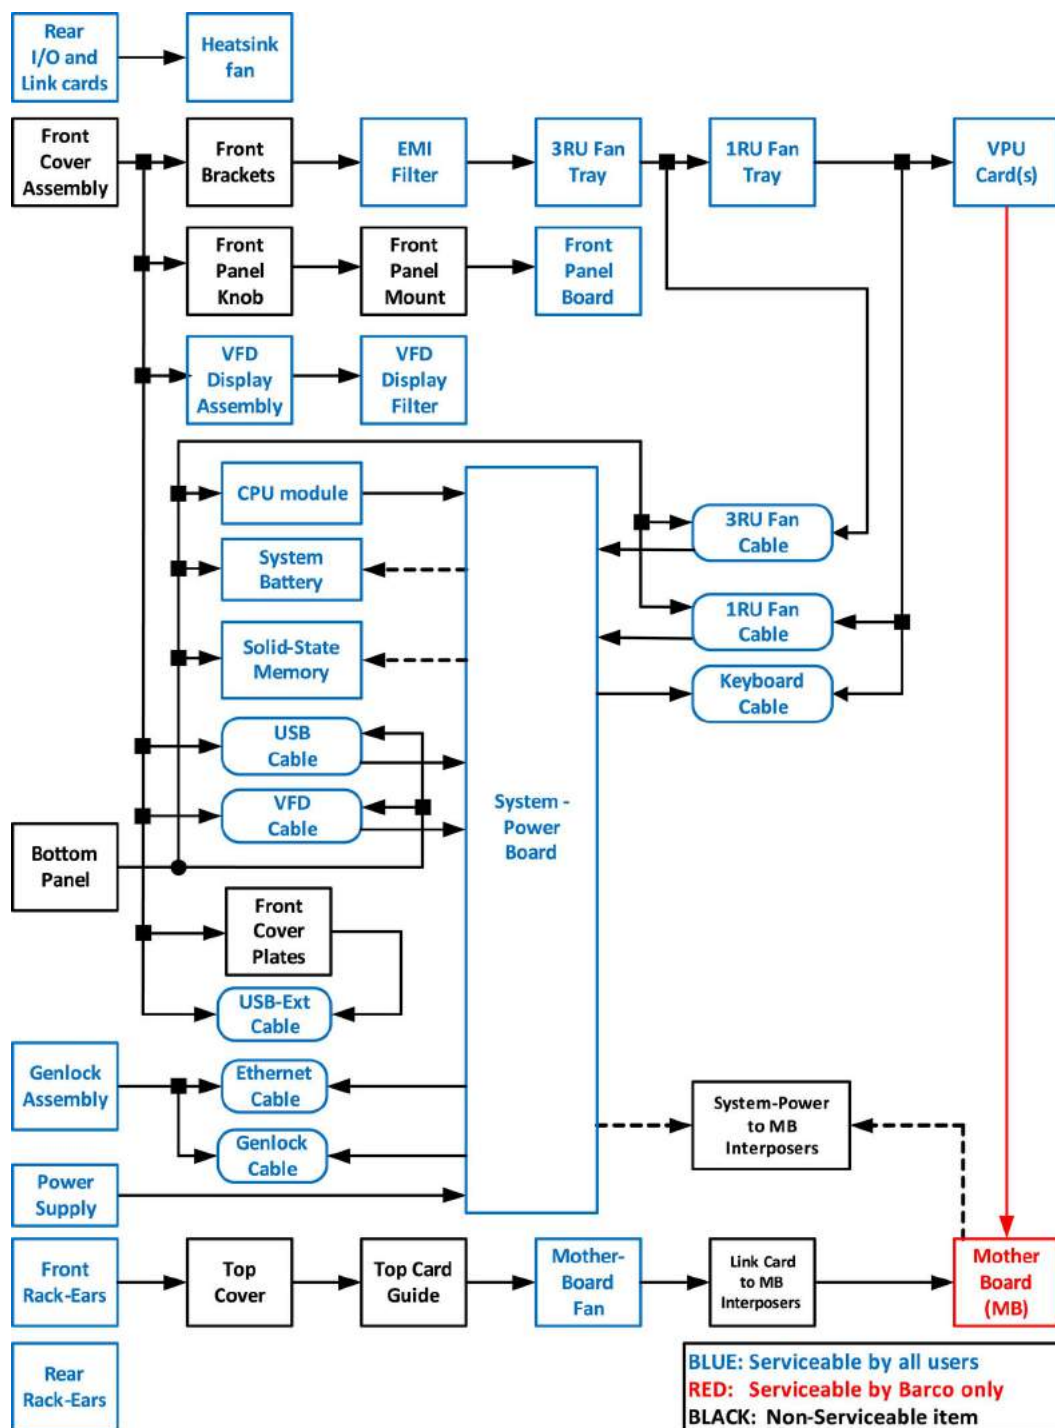 Rear
I/O and
Link cards
Heatsink
fan
Front
Cover
Assembly
Front
Brackets
EMI
Filter
3RU Fan
Tray
1RU Fan
Tray
VPU
Card(s)
Front
Panel
Knob
Front
Panel
Mount
Front
Panel
Board
VFD
Display
Assembly
VFD
Display
Filter
CPU module
3RU Fan
Cable
System
Battery
1RU Fan
Cable
Solid-State
Memory
Keyboard
Cable
USB
Cable
VFD
Cable
System -
Power
Board
Bottom
Panel
Front
Cover
Plates
USB-Ext
Cable
Genlock
Assembly
Ethernet
Cable
System-Power
to MB
Interposers
Genlock
Cable
Power
Supply
Front
Rack-Ears
Top
Cover
Top Card
Guide
Mother-
Board
Fan
Link Card
to MB
Interposers
Mother
Board
(MB)
Rear
Rack-Ears
BLUE: Serviceable by all users
RED: Serviceable by Barco only
BLACK: Non-Serviceable item